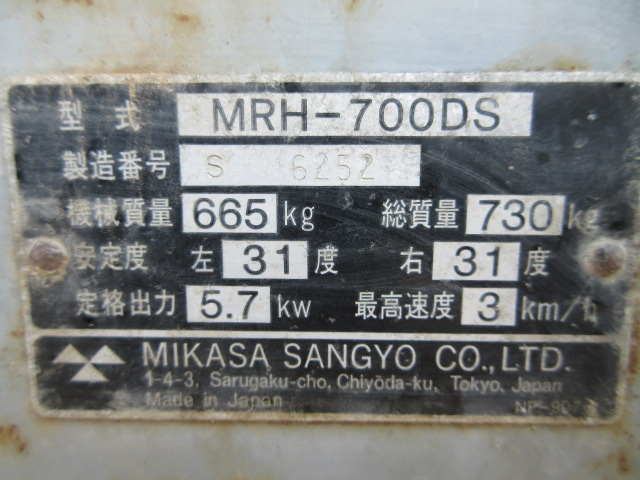 型式 MRH-700DS
製造番号 S 6252
機械質量 665 kg 総質量 730 kg
安定度 左 31 度 右 31 度
定格出力 5.7 kw 最高速度 3 km/h
MIKASA SANGYO CO.,LTD.
1-4-3, Sarugaku-cho, Chiyoda-ku, Tokyo, Japan
Made in Japan